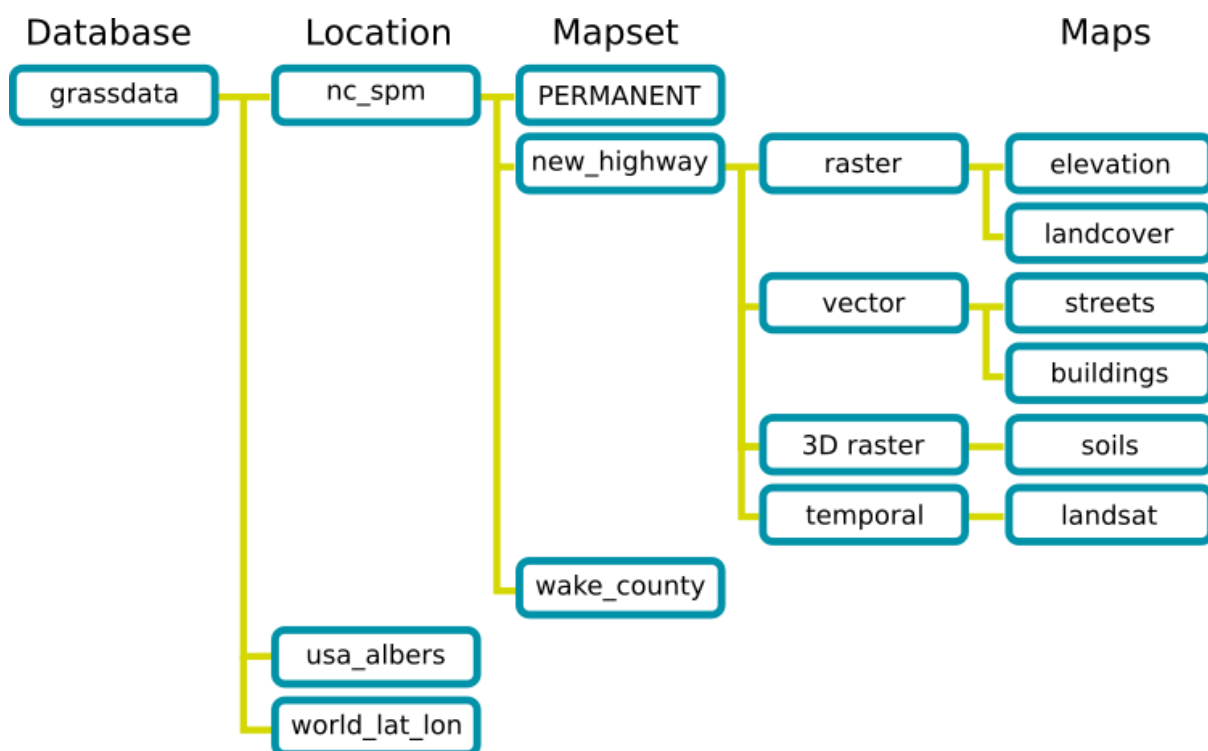 Database Location Mapset Maps
grassdata nc_spm PERMANENT
new_highway raster elevation
landcover
vector streets
buildings
3D raster soils
temporal landsat
wake_county
usa_albers
world_lat_lon